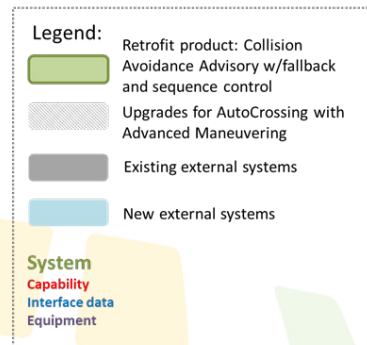 Legend:
Retrofit product: Collision
Avoidance Advisory w/fallback
and sequence control
Upgrades for AutoCrossing with
Advanced Maneuvering
Existing external systems
New external systems
System
Capability
Interface data
Equipment